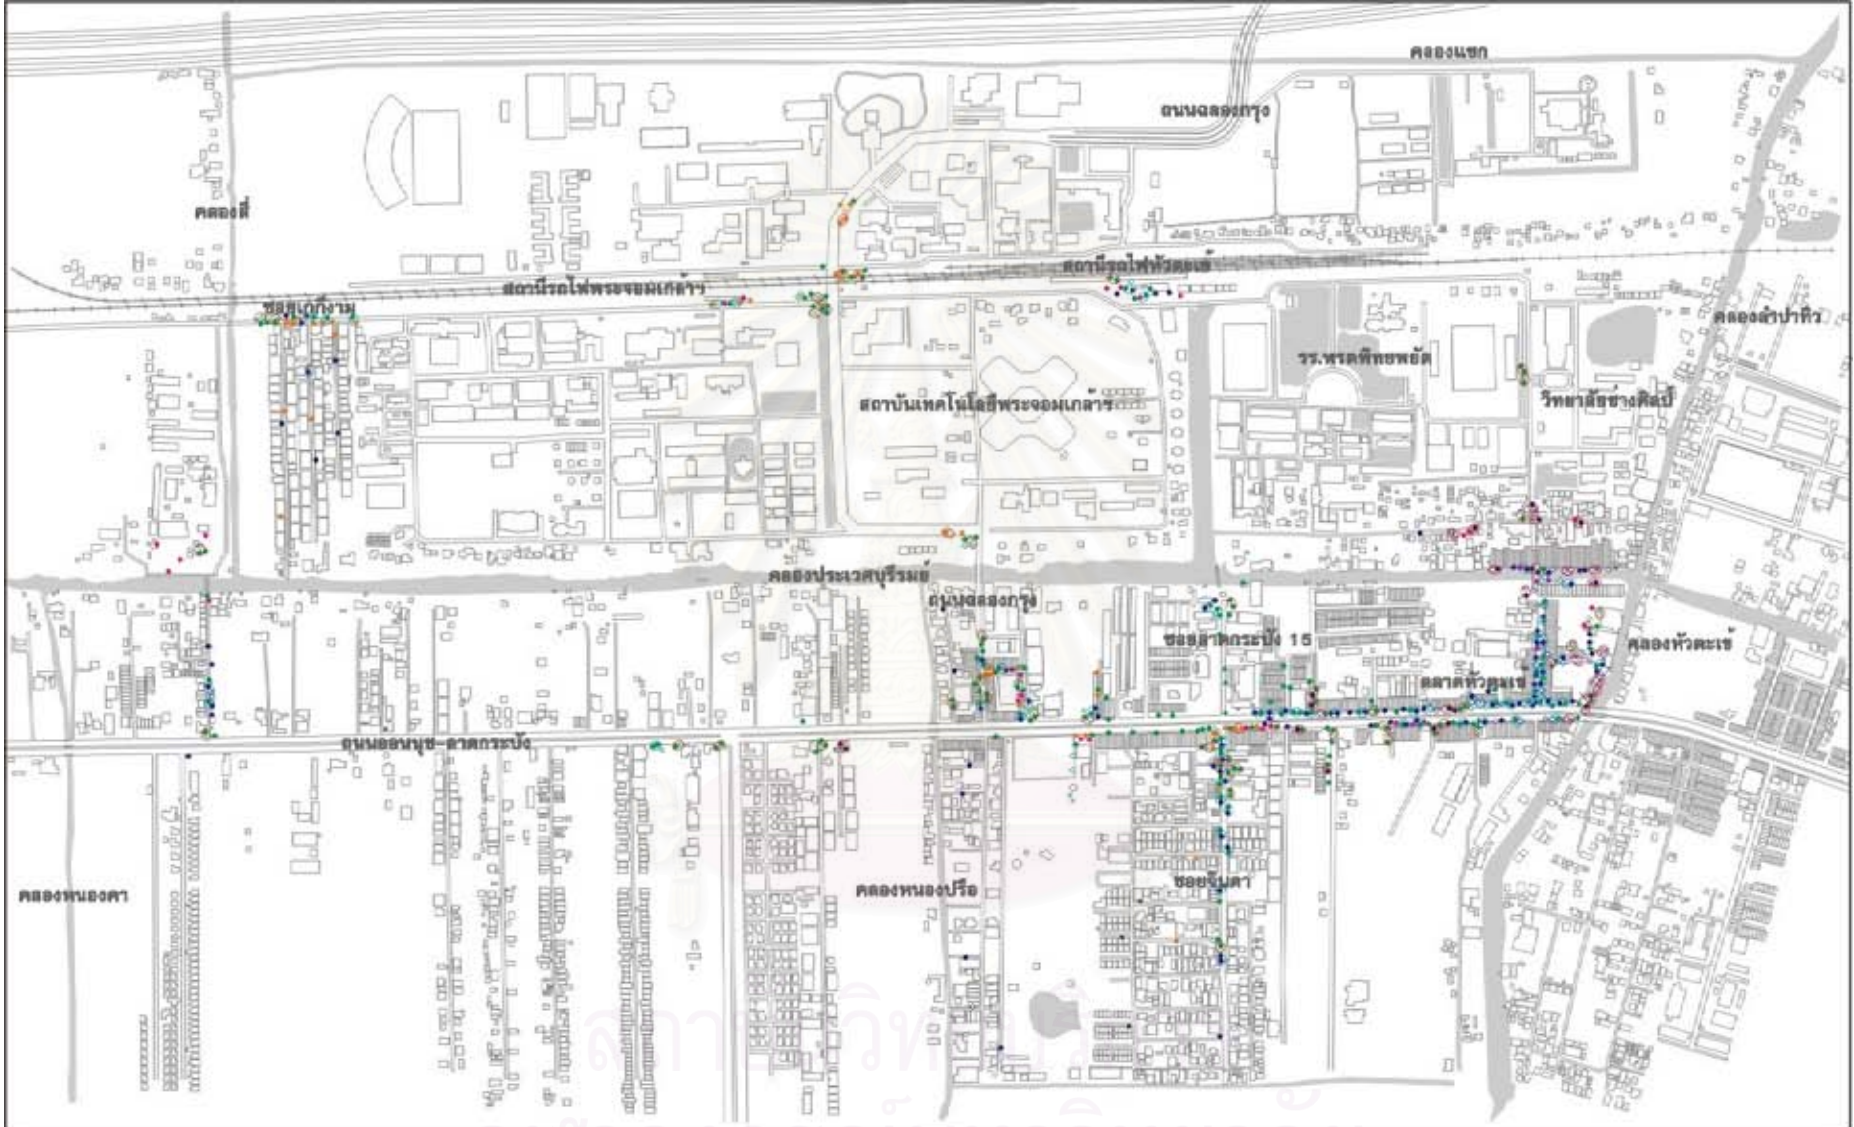 คลองแขก
ถนนฉลองกรุง
คลองสี่
สถานีรถไฟหัวตะเข้
สถานีรถไฟพระจอมเกล้าฯ
ซอยเกกีงาม
คลองลำปาทิว
รร.พรตพิทยพยัต
สถาบันเทคโนโลยีพระจอมเกล้าฯ
วิทยาลัยช่างศิลป์
คลองประเวศบุรีรมย์
ถนนฉลองกรุง
ซอยลาดกระบัง 15
คลองหัวตะเข้
ตลาดหัวตะเข้
ถนนอ่อนนุช-ลาดกระบัง
ซอยจินดา
คลองหนองปรือ
คลองหนองคา